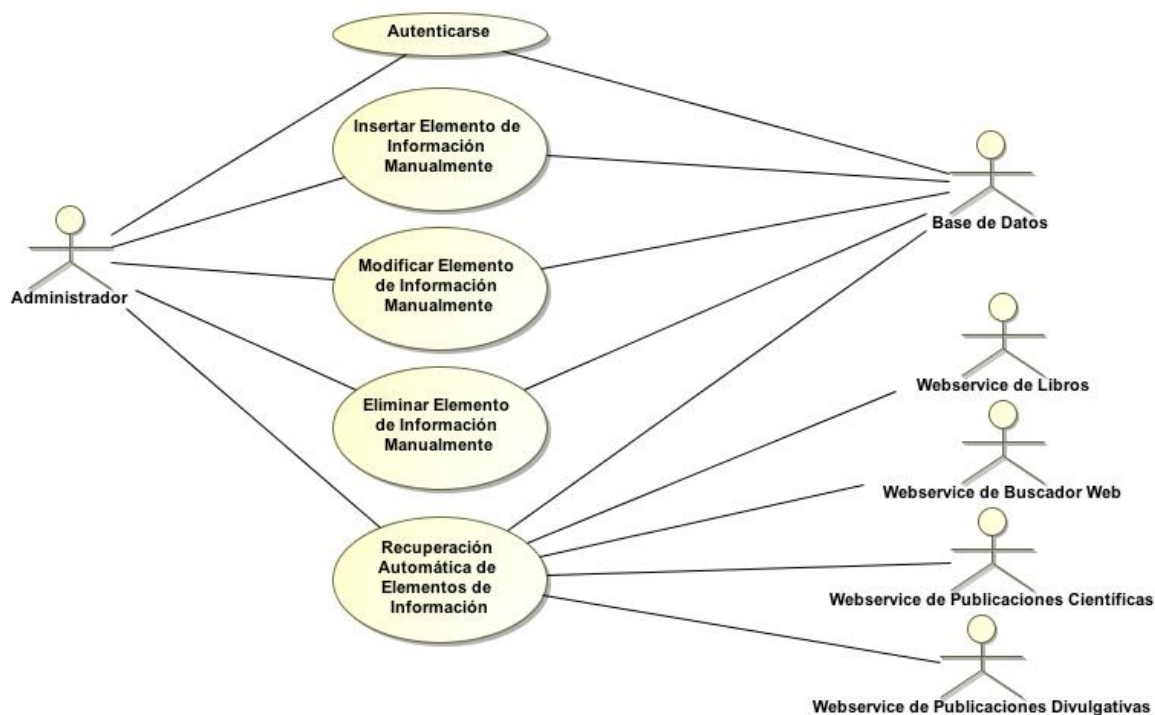 Autenticarse
Insertar Elemento de
Información
Manualmente
Base de Datos
Modificar Elemento
de Información
Manualmente
Administrador
Webservice de Libros
Eliminar Elemento
de Información
Manualmente
Webservice de Buscador Web
Recuperación
Automática de
Elementos de
Información
Webservice de Publicaciones Científicas
Webservice de Publicaciones Divulgativas